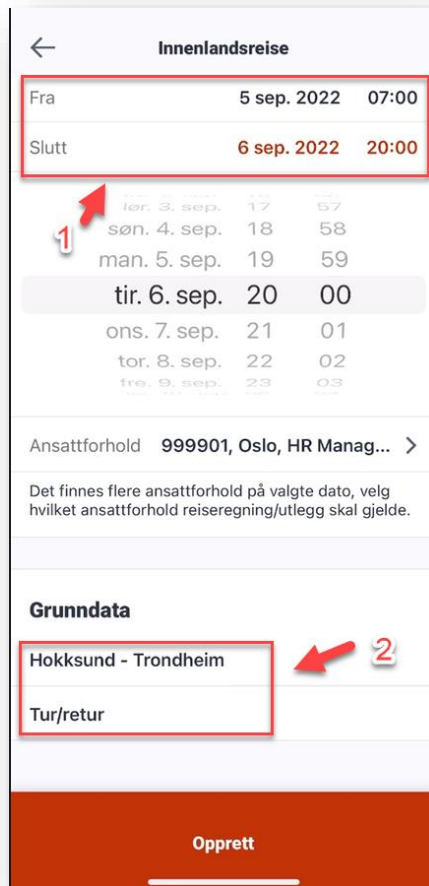 Innenlandsreise
Fra 5 sep. 2022 07:00
Slutt 6 sep. 2022 20:00
1
lør. 3. sep. 17 57
søn. 4. sep. 18 58
man. 5. sep. 19 59
tir. 6. sep. 20 00
ons. 7. sep. 21 01
tor. 8. sep. 22 02
fre. 9. sep. 23 03
Ansattforhold 999901, Oslo, HR Manag...
Det finnes flere ansattforhold på valgte dato, velg
hvilket ansattforhold reiseregning/utlegg skal gjelde.
Grunndata
2
Hokksund - Trondheim
Tur/retur
Opprett